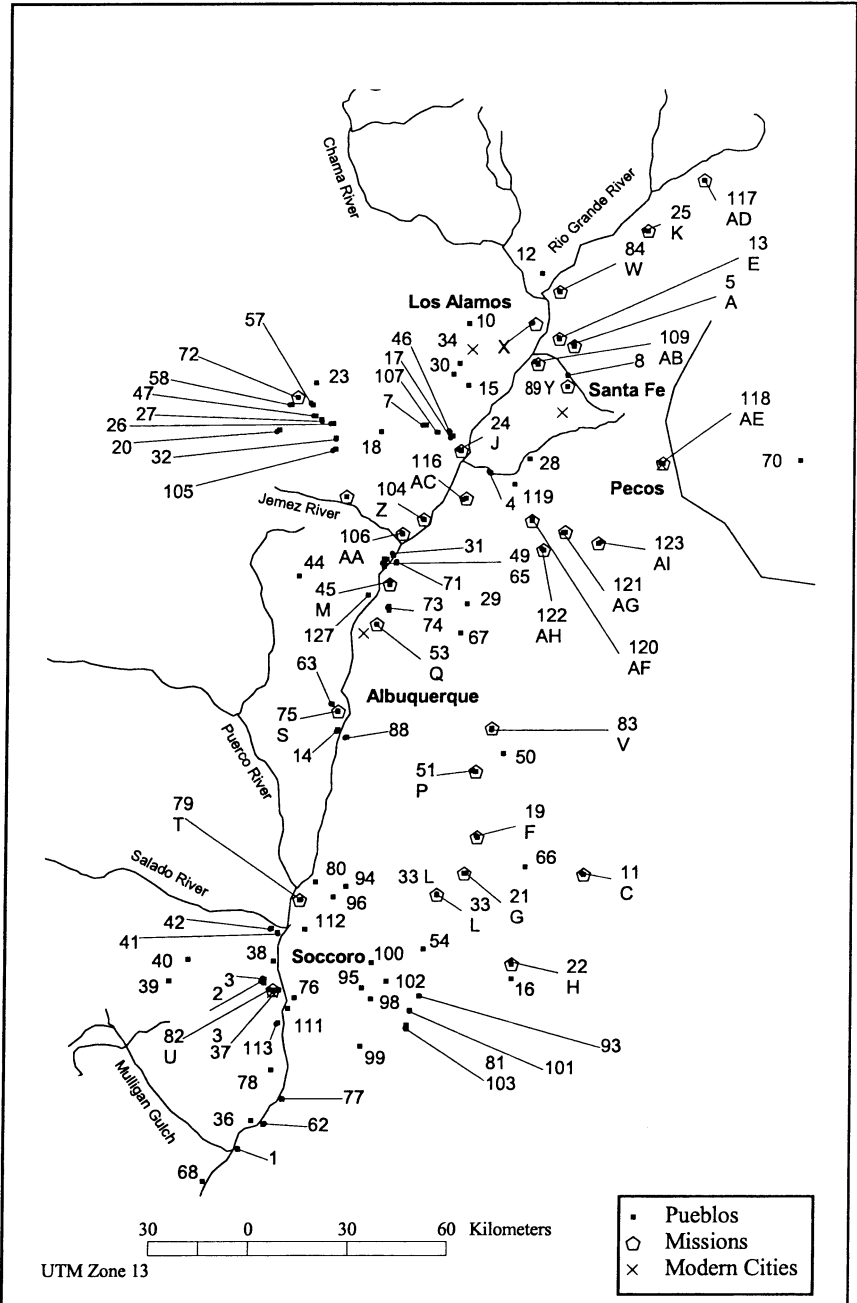 Chama River
Rio Grande River
117
AD
25
K
13
E
12
84
W
5
A
Los Alamos
57
10
46
34
X
109
AB
72
17
30
8
58
23
107
15
89 Y
Santa Fe
47
7
118
AE
27
24
J
26
20
18
28
70
32
116
AC
Pecos
105
104
Z
4
119
Jemez River
106
AA
31
123
AI
44
49
65
121
AG
45
M
71
29
122
AH
127
73
74
67
120
AF
53
Q
63
Albuquerque
75
S
83
V
14
88
50
Puerco River
51
P
79
T
19
F
66
Salado River
80
94
33 L
11
C
96
33
L
21
G
42
112
41
54
38
Soccoro
100
40
22
H
3
95
102
39
76
16
2
98
82
U
3
37
111
93
113
99
81
103
101
78
Mulligan Gulch
77
36
62
1
68
30 0 30 60 Kilometers
UTM Zone 13
Pueblos
Missions
Modern Cities